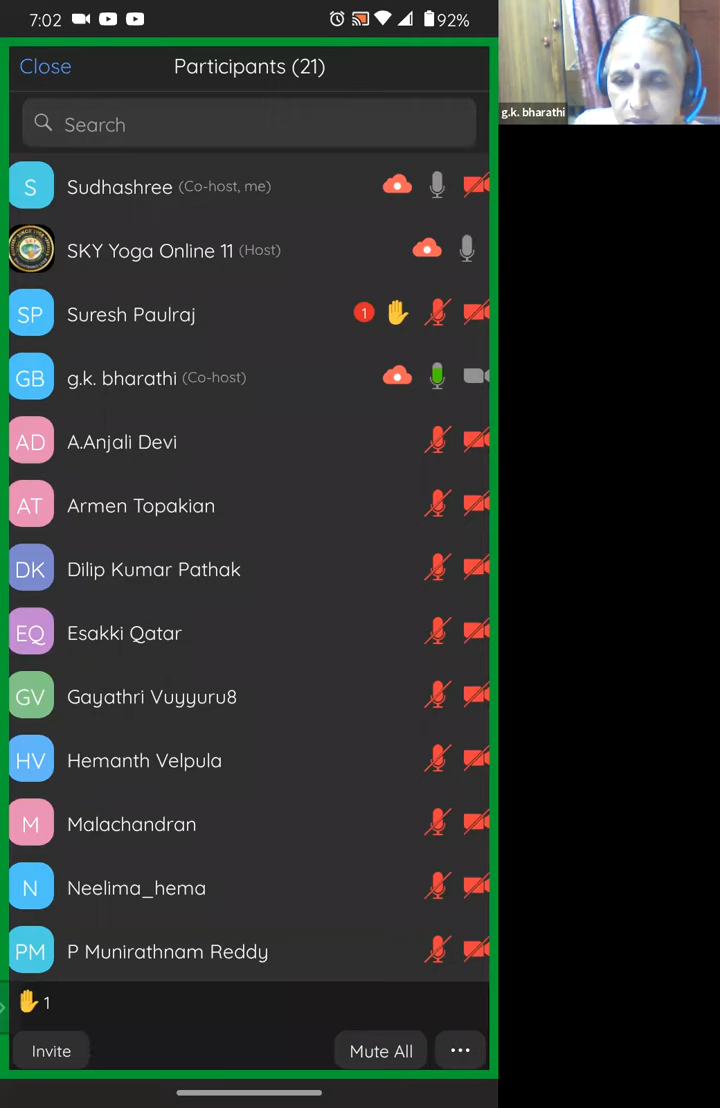 7:02
92%
Close
Participants (21)
Search
S
Sudhashree (Co-host, me)
SKY Yoga Online 11 (Host)
SP
Suresh Paulraj
1
GB
g.k. bharathi (Co-host)
AD
A.Anjali Devi
AT
Armen Topakian
DK
Dilip Kumar Pathak
EQ
Esakki Qatar
GV
Gayathri Vuyyuru8
HV
Hemanth Velpula
M
Malachandran
N
Neelima_hema
PM
P Munirathnam Reddy
1
Invite
Mute All
g.k. bharathi